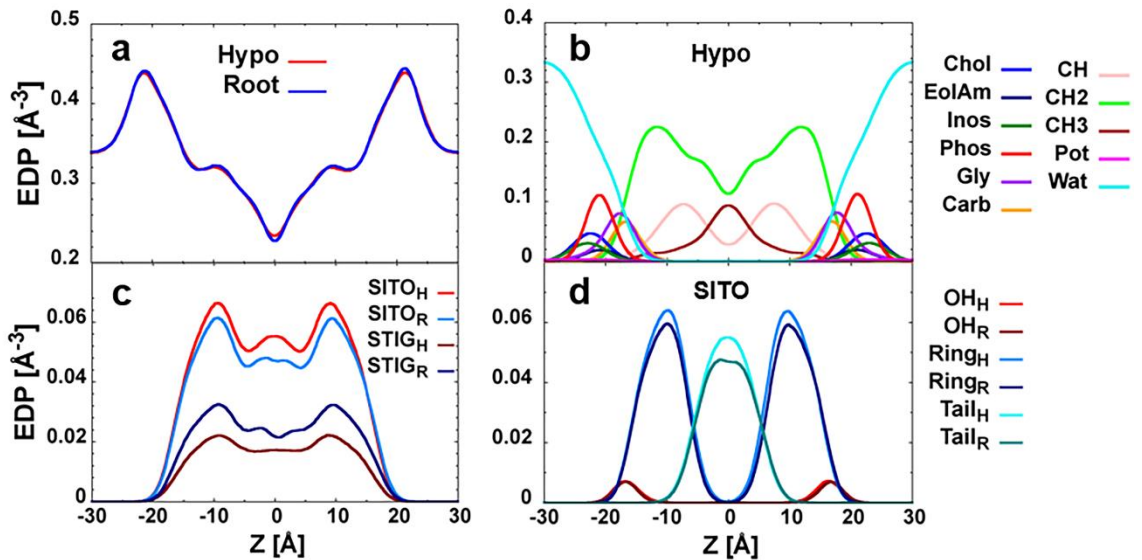 a
Hypo
Root
EDP [Å-3]
0.5
0.4
0.3
0.2
b
Hypo
0.4
0.3
0.2
0.1
0
Chol
EolAm
Inos
Phos
Gly
Carb
CH
CH2
CH3
Pot
Wat
c
SITOH
SITOR
STIGH
STIGR
EDP [Å-3]
0.06
0.04
0.02
0
-30 -20 -10 0 10 20 30
Z [Å]
d
SITO
0.06
0.04
0.02
0
-30 -20 -10 0 10 20 30
Z [Å]
OHH
OHR
RingH
RingR
TailH
TailR